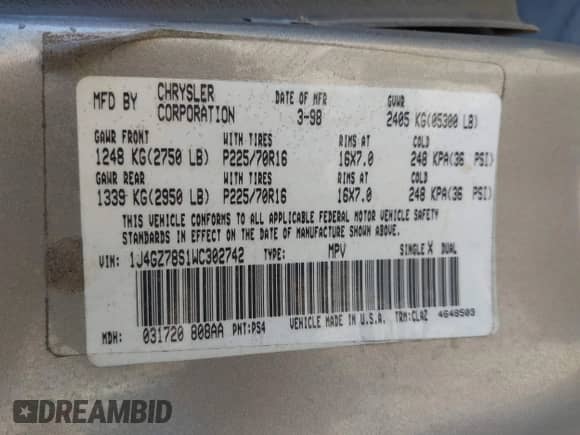 MFD BY CHRYSLER CORPORATION DATE OF MFR 3-98 GVWR 2405 KG(05300 LB)
GAWR FRONT WITH TIRES RIMS AT COLD
1248 KG(2750 LB) P225/70R16 16X7.0 248 KPA(36 PSI)
GAWR REAR WITH TIRES RIMS AT COLD
1339 KG(2950 LB) P225/70R16 16X7.0 248 KPA(36 PSI)
THIS VEHICLE CONFORMS TO ALL APPLICABLE FEDERAL MOTOR VEHICLE SAFETY
STANDARDS IN EFFECT ON THE DATE OF MANUFACTURE SHOWN ABOVE.
VIN: 1J4GZ78S1WC302742 TYPE: MPV SINGLE X DUAL
MDH: 031720 808AA PNT:PS4 VEHICLE MADE IN U.S.A. TRM:CLAZ 4648503
DREAMBID